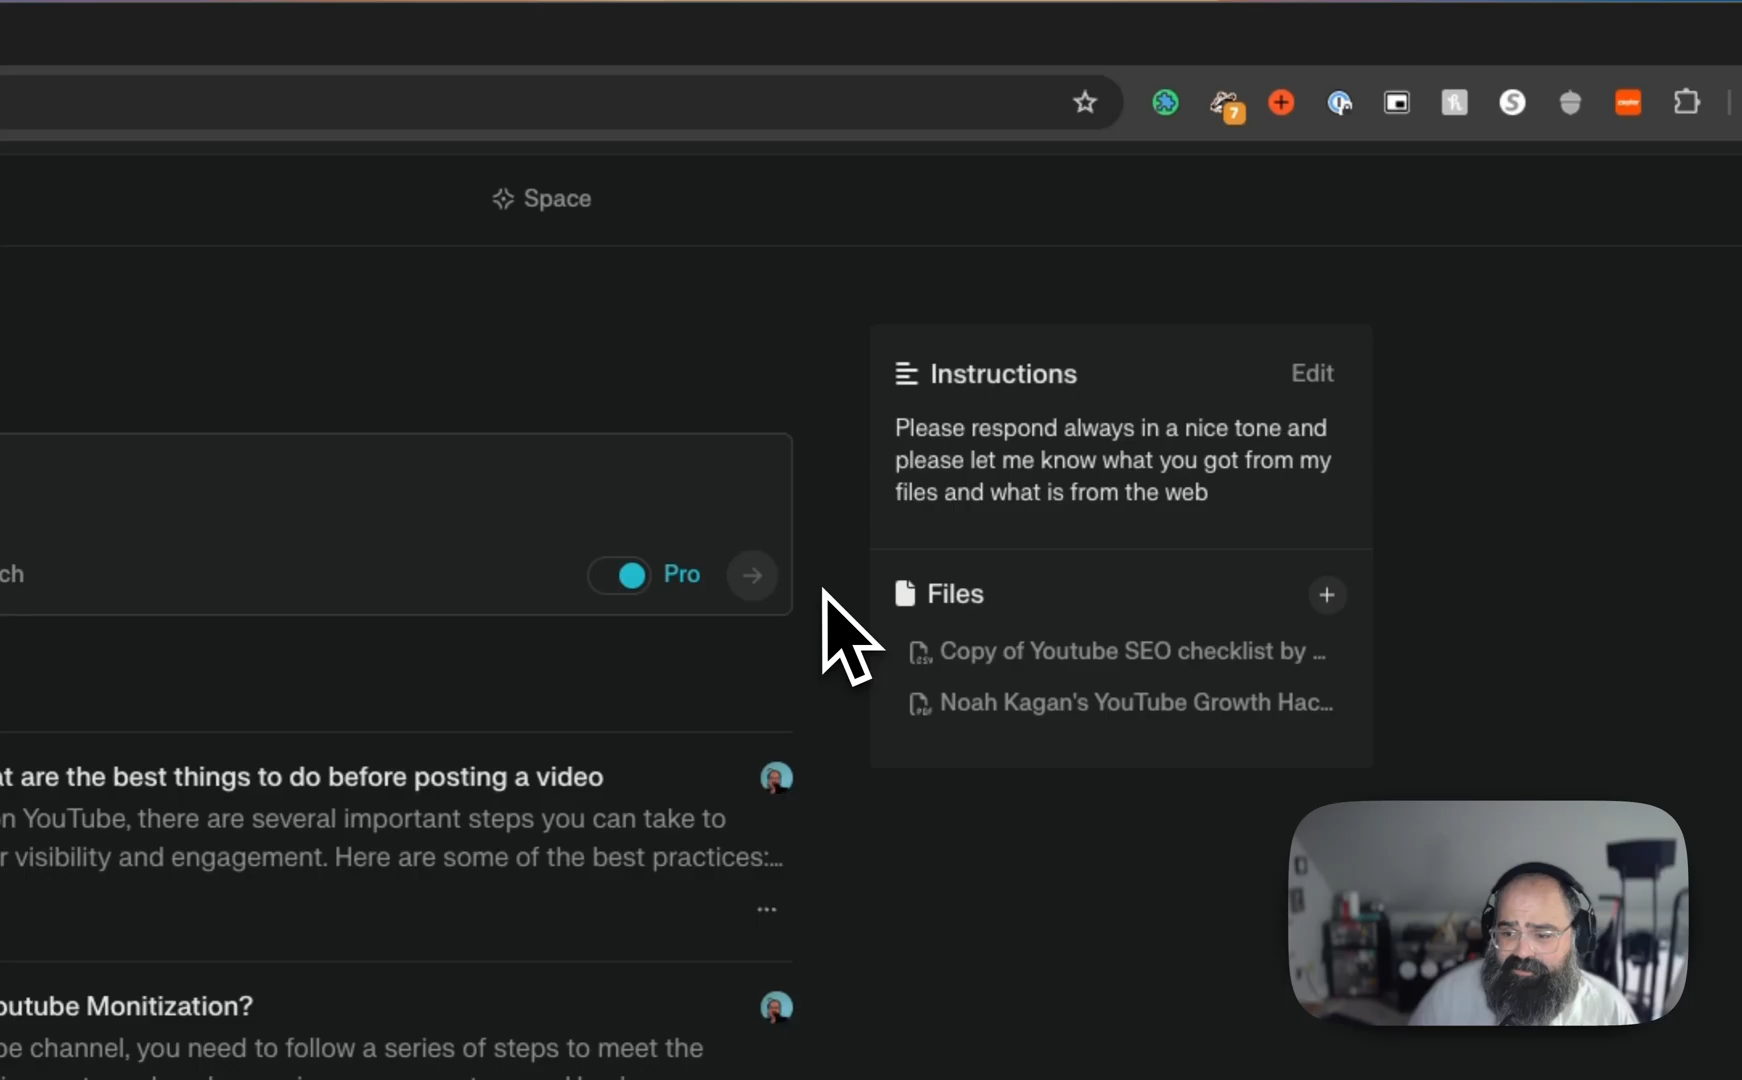 7
Space
Instructions
Edit
Please respond always in a nice tone and
please let me know what you got from my
files and what is from the web
ch
Pro
Files
Copy of Youtube SEO checklist by ...
Noah Kagan's YouTube Growth Hac...
at are the best things to do before posting a video
on YouTube, there are several important steps you can take to
r visibility and engagement. Here are some of the best practices:...
outube Monitization?
be channel, you need to follow a series of steps to meet the